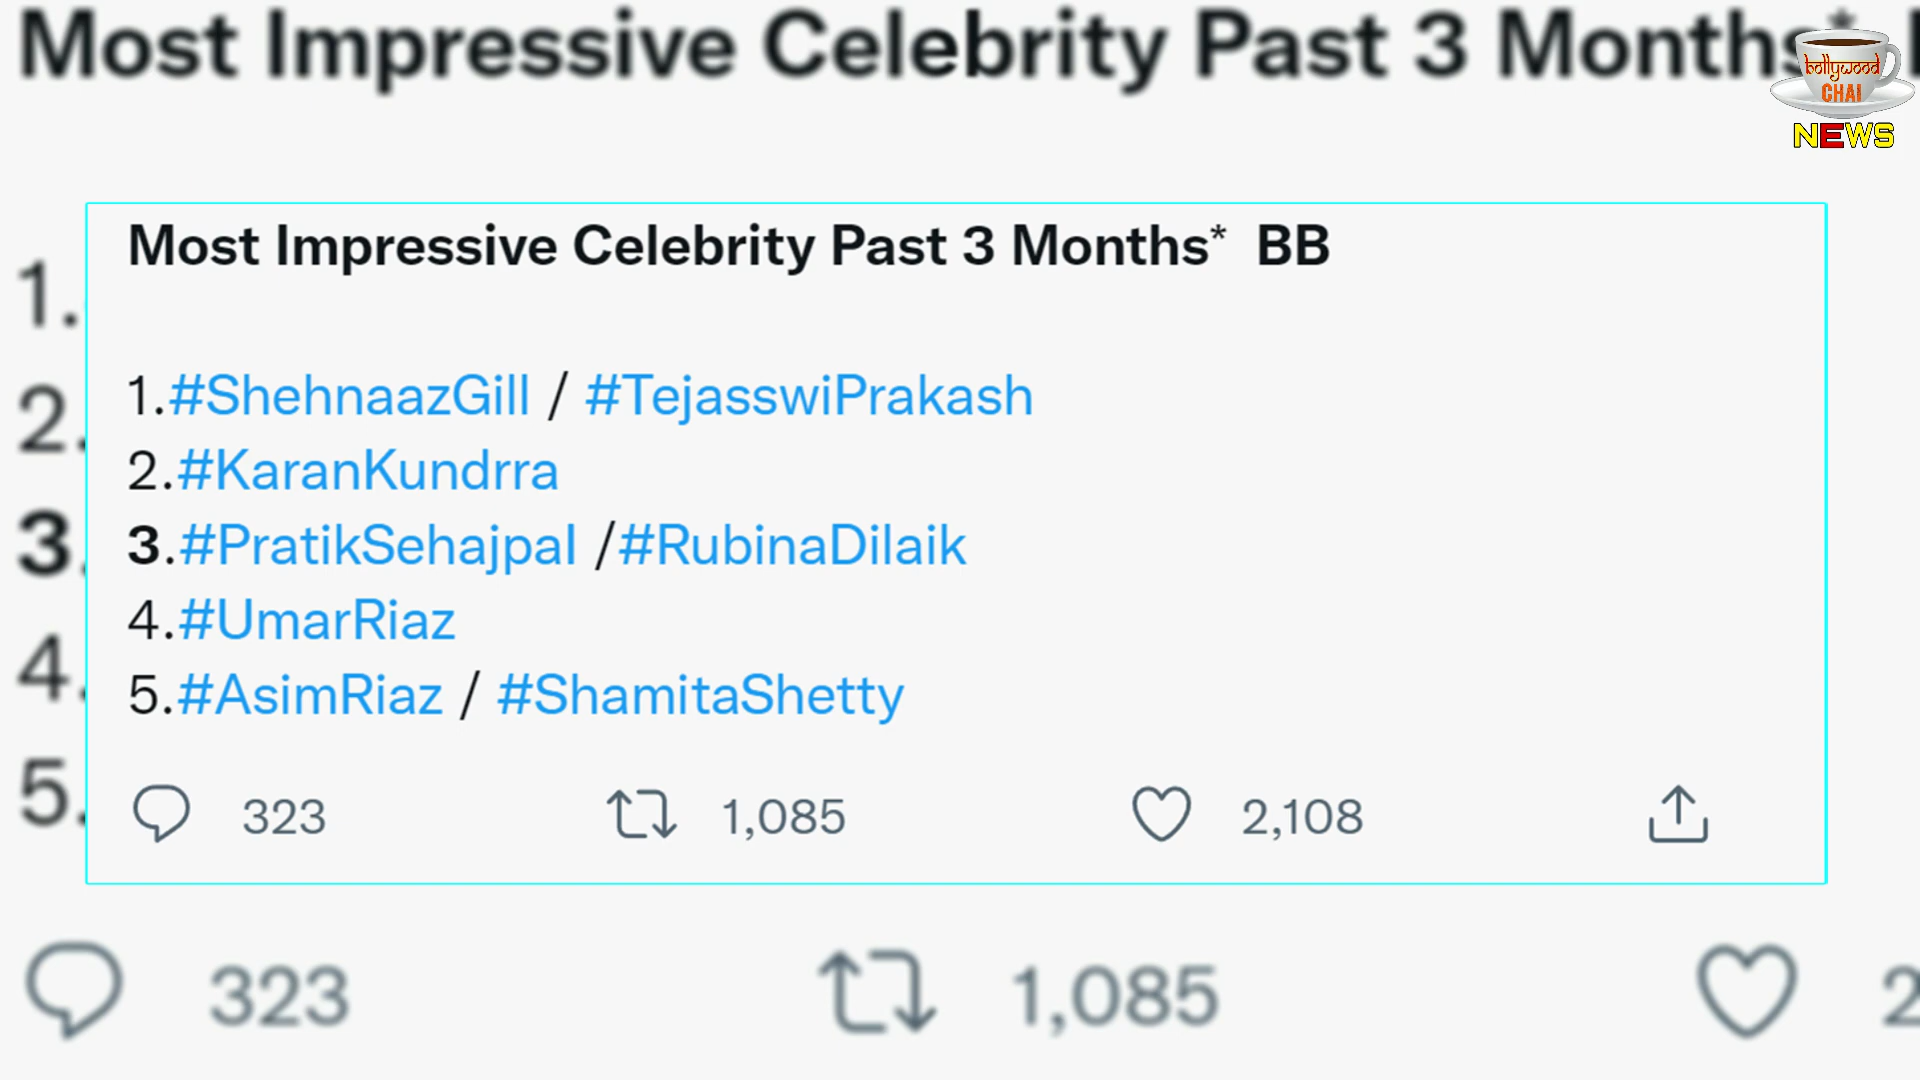 Most Impressive Celebrity Past 3 Months*
bollywood
CHAI
NEWS
Most Impressive Celebrity Past 3 Months* BB
1.#ShehnaazGill / #TejasswiPrakash
2.#KaranKundrra
3.#PratikSehajpal /#RubinaDilaik
4.#UmarRiaz
5.#AsimRiaz / #ShamitaShetty
323 1,085 2,108
1.
2.
3.
4.
5.
323 1,085 2